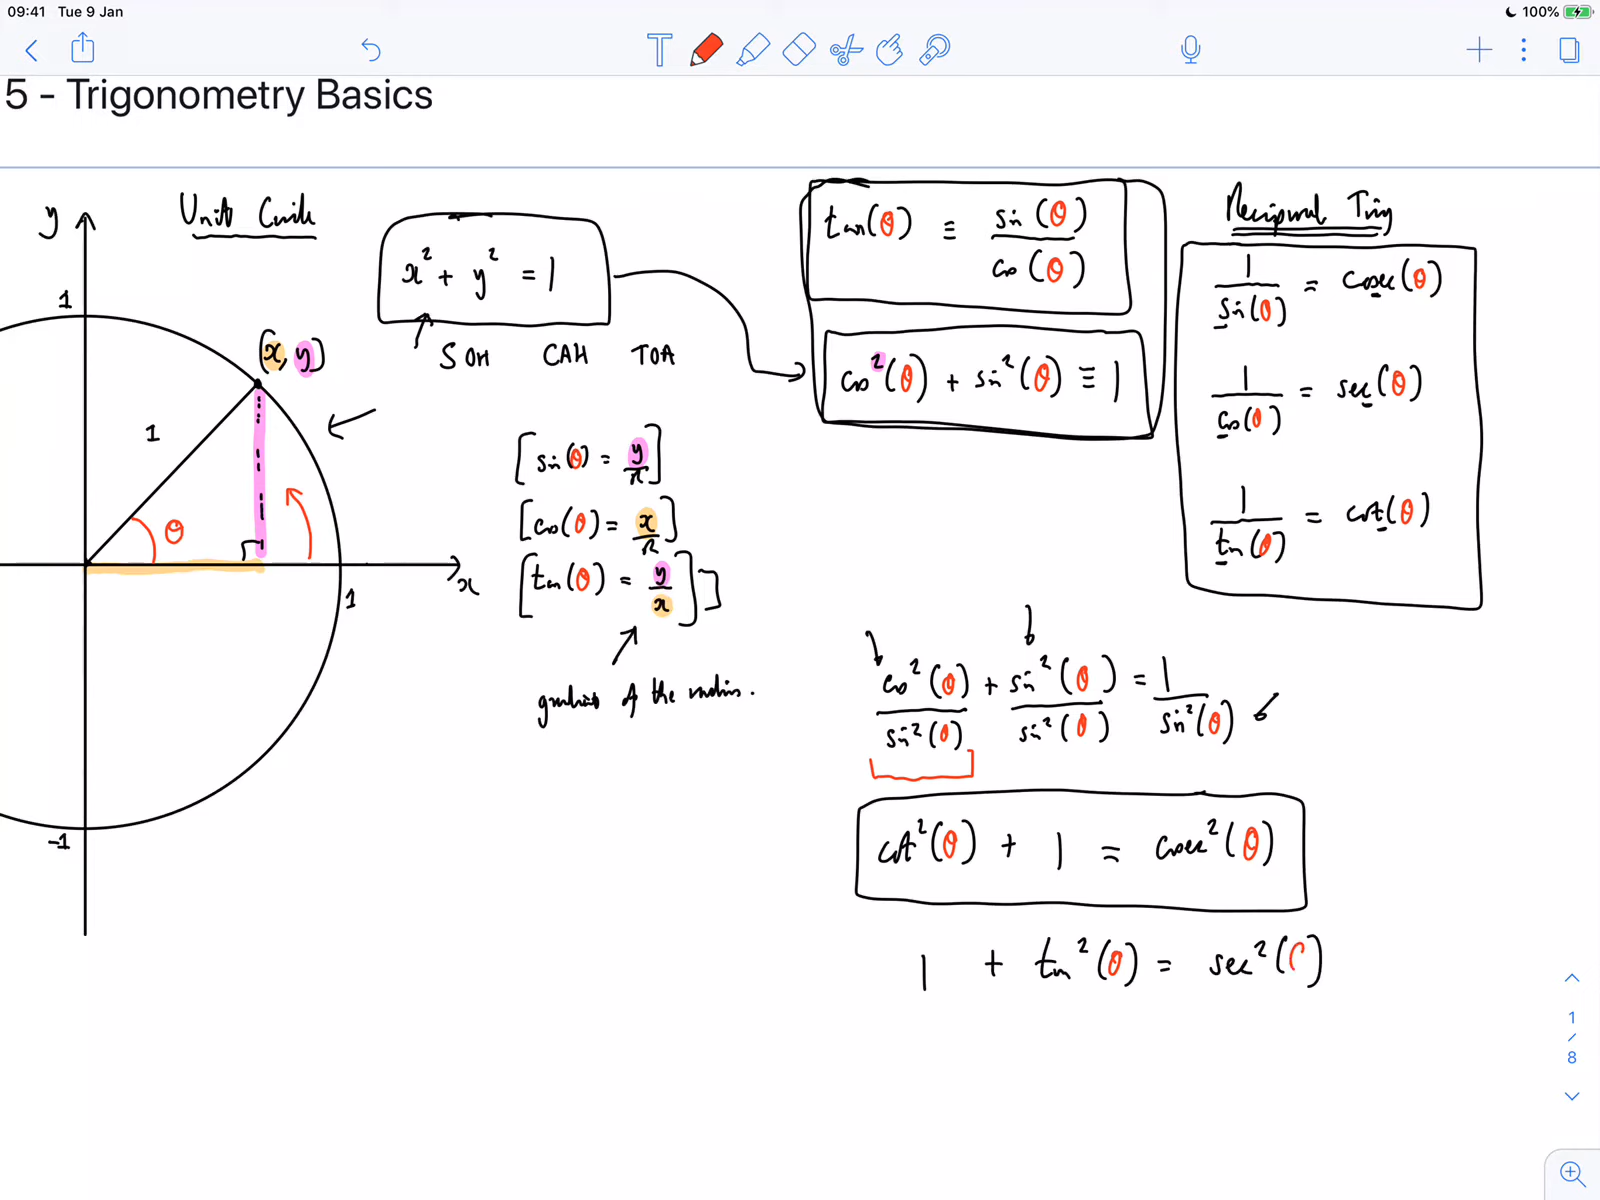 09:41 Tue 9 Jan
100%
5 - Trigonometry Basics
Unit Circle
y
1
(x, y)
1
θ
x
1
-1
x² + y² = 1
SOH CAH TOA
[sin(θ) = y/r]
[cos(θ) = x/r]
[tan(θ) = y/x]
gradient of the radius.
tan(θ) ≡ sin(θ)/cos(θ)
cos²(θ) + sin²(θ) ≡ 1
Reciprocal Trig
1/sin(θ) = cosec(θ)
1/cos(θ) = sec(θ)
1/tan(θ) = cot(θ)
cos²(θ)/sin²(θ) + sin²(θ)/sin²(θ) = 1/sin²(θ)
cot²(θ) + 1 = cosec²(θ)
1 + tan²(θ) = sec²( )
1
/
8